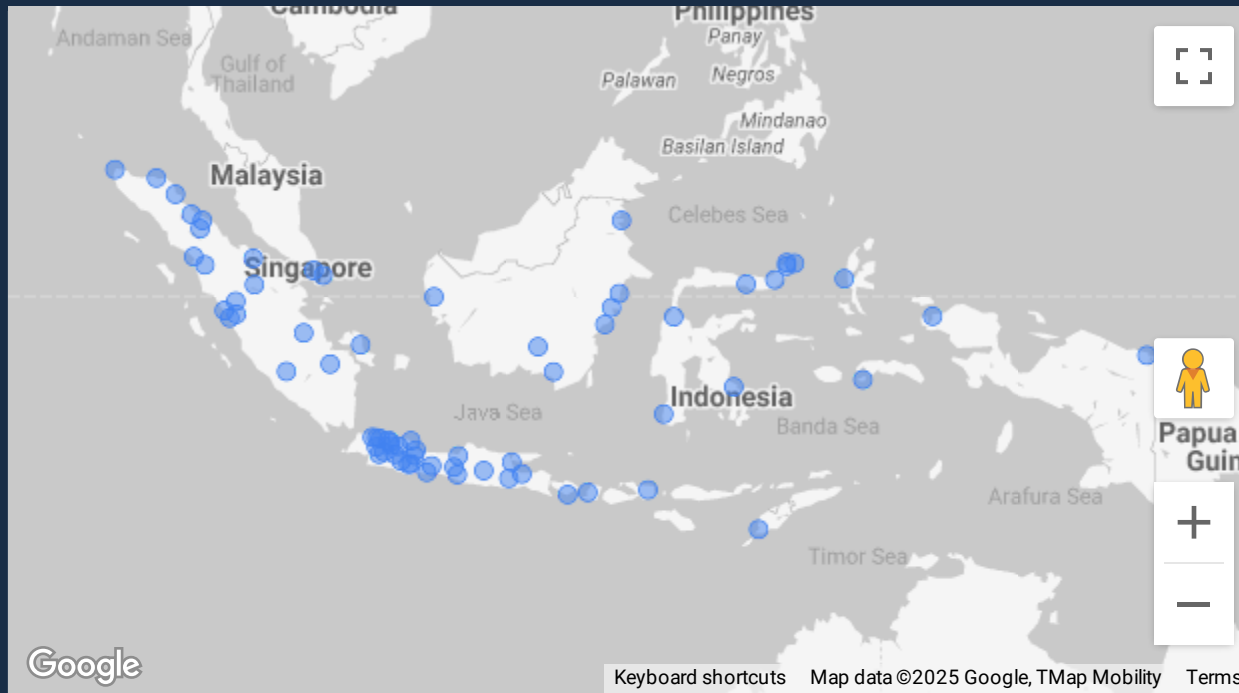 Cambodia
Philippines
Andaman Sea
Panay
Gulf of
Thailand
Palawan
Negros
Mindanao
Basilan Island
Malaysia
Celebes Sea
Singapore
Indonesia
Java Sea
Banda Sea
Papua
Guin
Arafura Sea
Timor Sea
Google
Keyboard shortcuts
Map data ©2025 Google, TMap Mobility
Terms